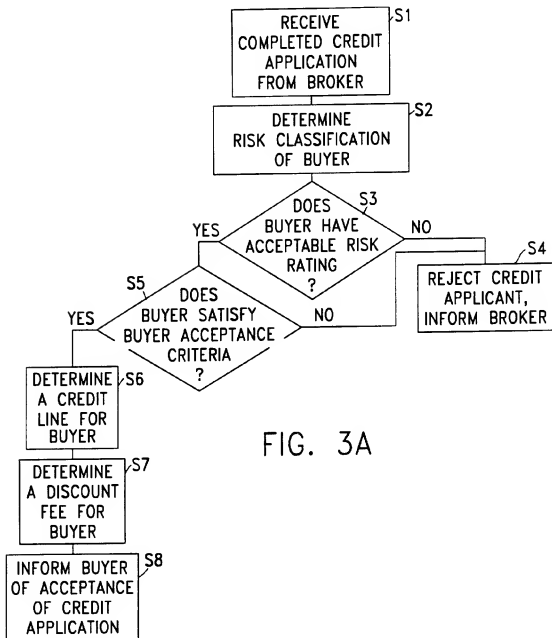 S1
RECEIVE
COMPLETED CREDIT
APPLICATION
FROM BROKER
S2
DETERMINE
RISK CLASSIFICATION
OF BUYER
S3
DOES
BUYER HAVE
ACCEPTABLE RISK
RATING
?
YES
NO
S4
REJECT CREDIT
APPLICANT,
INFORM BROKER
S5
DOES
BUYER SATISFY
BUYER ACCEPTANCE
CRITERIA
?
YES
NO
S6
DETERMINE
A CREDIT
LINE FOR
BUYER
S7
DETERMINE
A DISCOUNT
FEE FOR
BUYER
S8
INFORM BUYER
OF ACCEPTANCE
OF CREDIT
APPLICATION
FIG. 3A